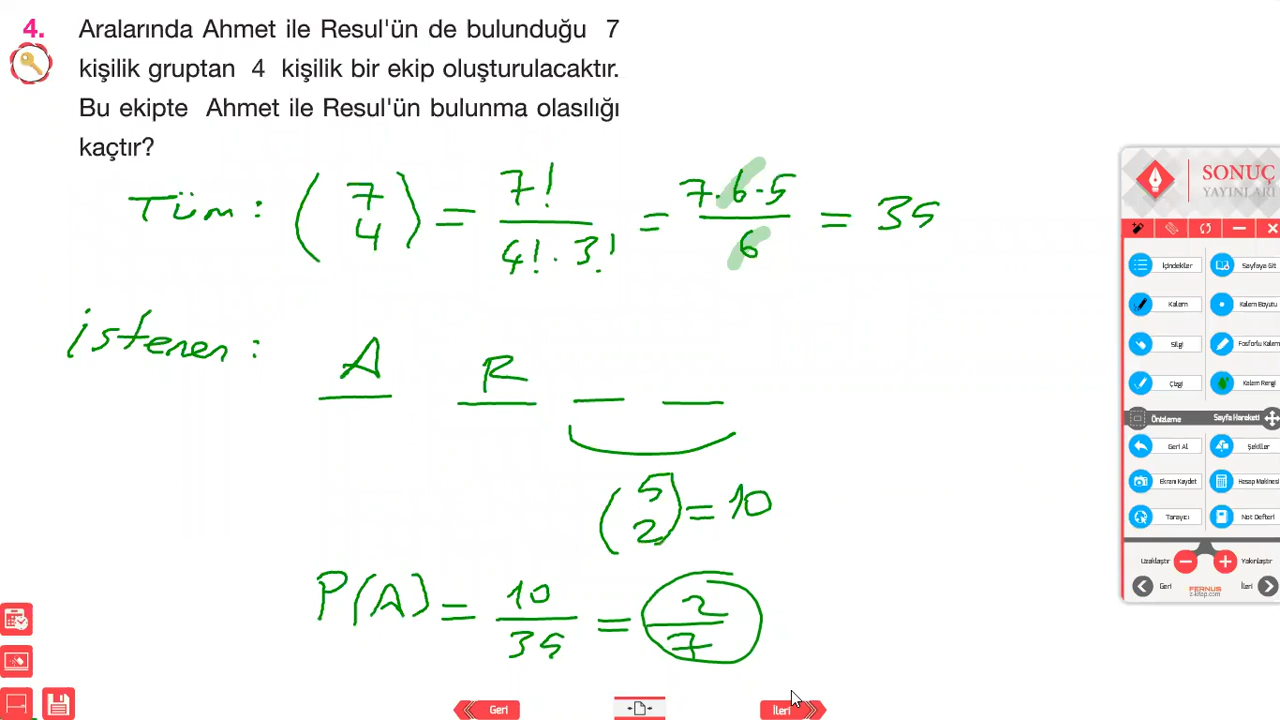 4. Aralarında Ahmet ile Resul'ün de bulunduğu 7
kişilik gruptan 4 kişilik bir ekip oluşturulacaktır.
Bu ekipte Ahmet ile Resul'ün bulunma olasılığı
kaçtır?
Tüm: (7 4) = 7! / 4! . 3! = 7.6.5 / 6 = 35
istenen:
A R
(5 2) = 10
P(A) = 10/35 = 2/7
SONUÇ
YAYINLARI
İçindekiler Sayfaya Git
Kalem Kalem Boyutu
Silgi Fosforlu Kalem
Çizgi Kalem Rengi
Önizleme Sayfa Hareketi
Geri Al Şekiller
Ekran Kaydet Hesap Makinesi
Tarayıcı Not Defteri
Uzaklaştır Yakınlaştır
Geri FERNUS İleri
z-kitap.com
Geri İleri